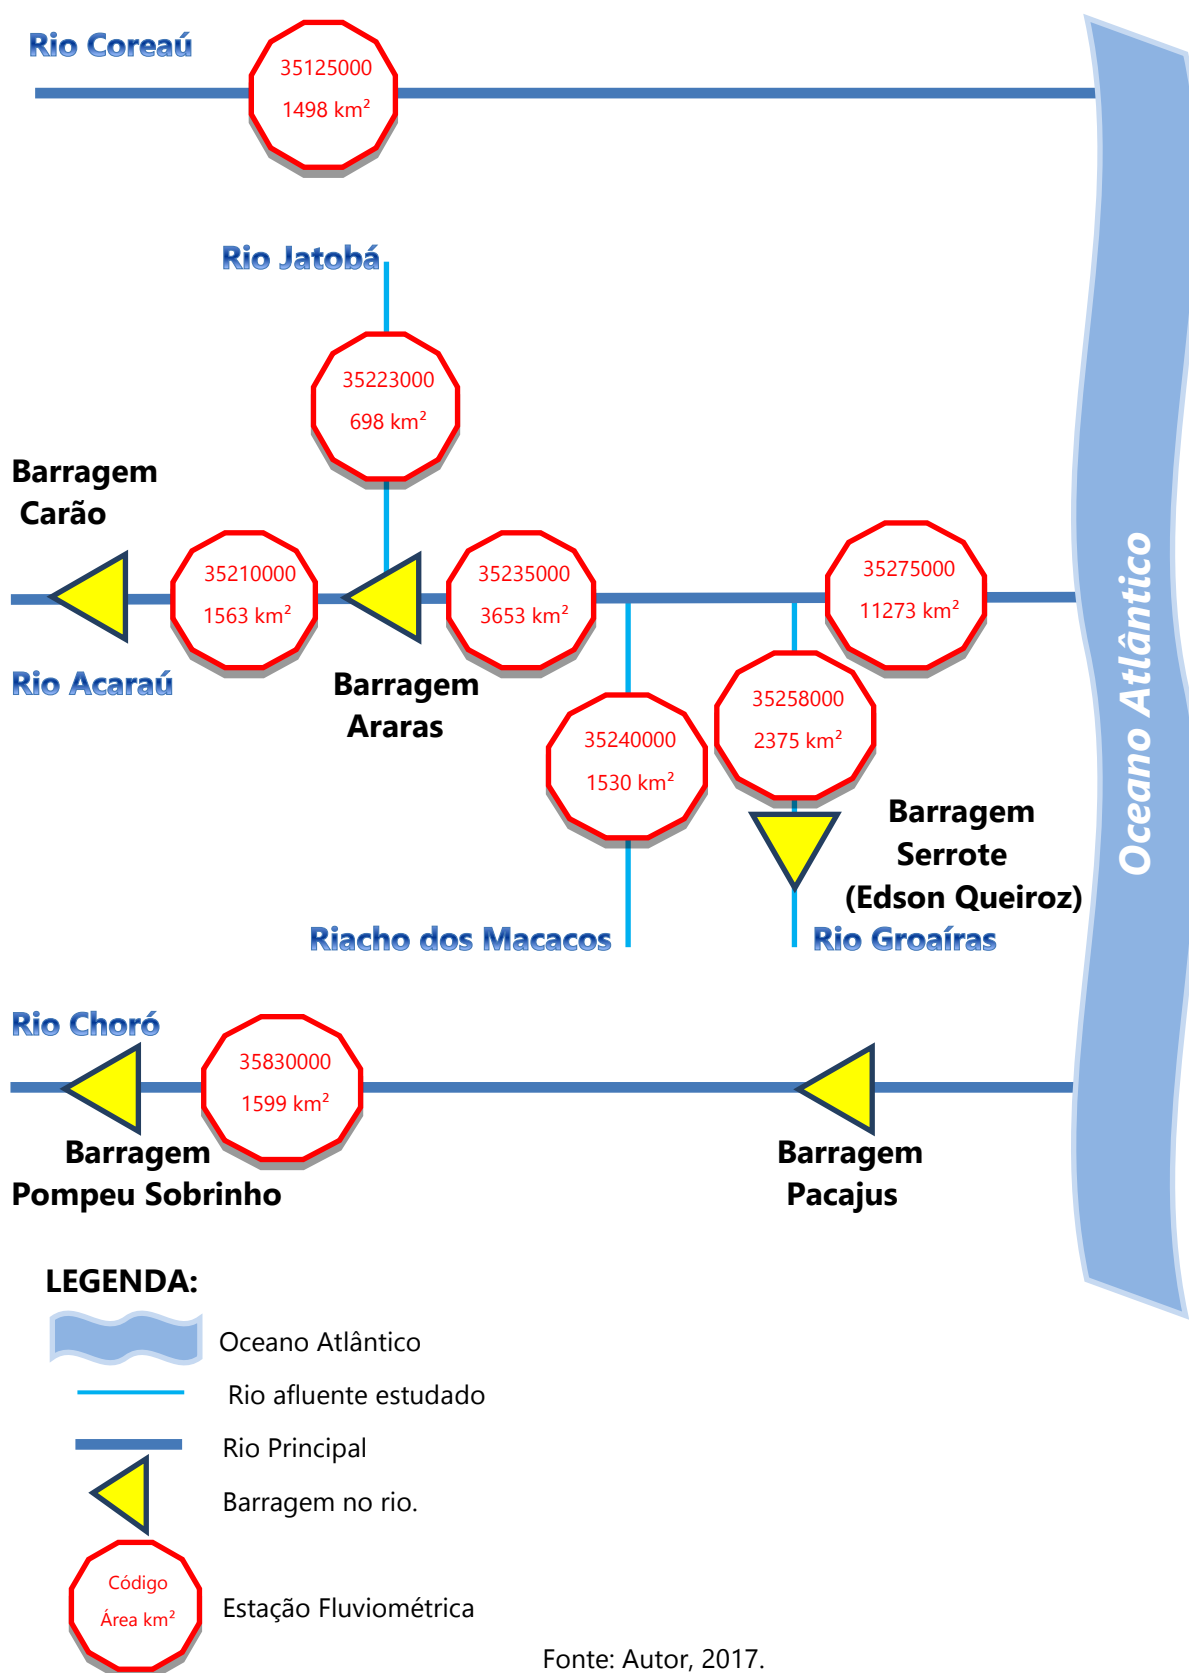 Rio Coreaú
35125000
1498 km²
Rio Jatobá
35223000
698 km²
Barragem
Carão
35210000
1563 km²
35235000
3653 km²
35275000
11273 km²
Rio Acaraú
Barragem
Araras
35240000
1530 km²
35258000
2375 km²
Barragem
Serrote
(Edson Queiroz)
Riacho dos Macacos
Rio Groaíras
Oceano Atlântico
Rio Choró
35830000
1599 km²
Barragem
Pompeu Sobrinho
Barragem
Pacajus
LEGENDA:
Oceano Atlântico
Rio afluente estudado
Rio Principal
Barragem no rio.
Código
Área km²
Estação Fluviométrica
Fonte: Autor, 2017.